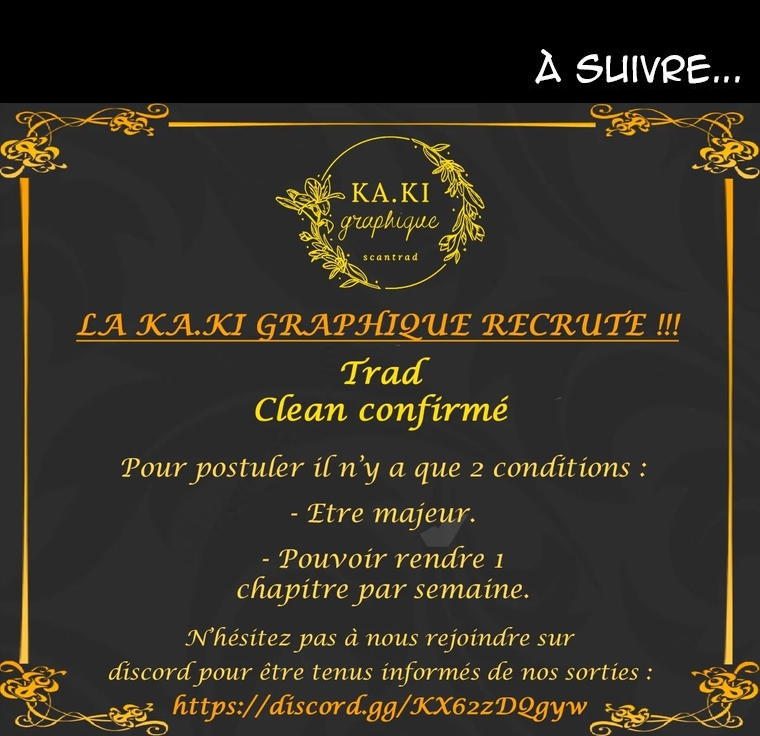 À SUIVRE...
KA.KI
graphique
scantrad
LA KA.KI GRAPHIQUE RECRUTE !!!
Trad
Clean confirmé
Pour postuler il n'y a que 2 conditions :
- Etre majeur.
- Pouvoir rendre 1
chapitre par semaine.
N'hésitez pas à nous rejoindre sur
discord pour être tenus informés de nos sorties :
https://discord.gg/KX62zDQgyw